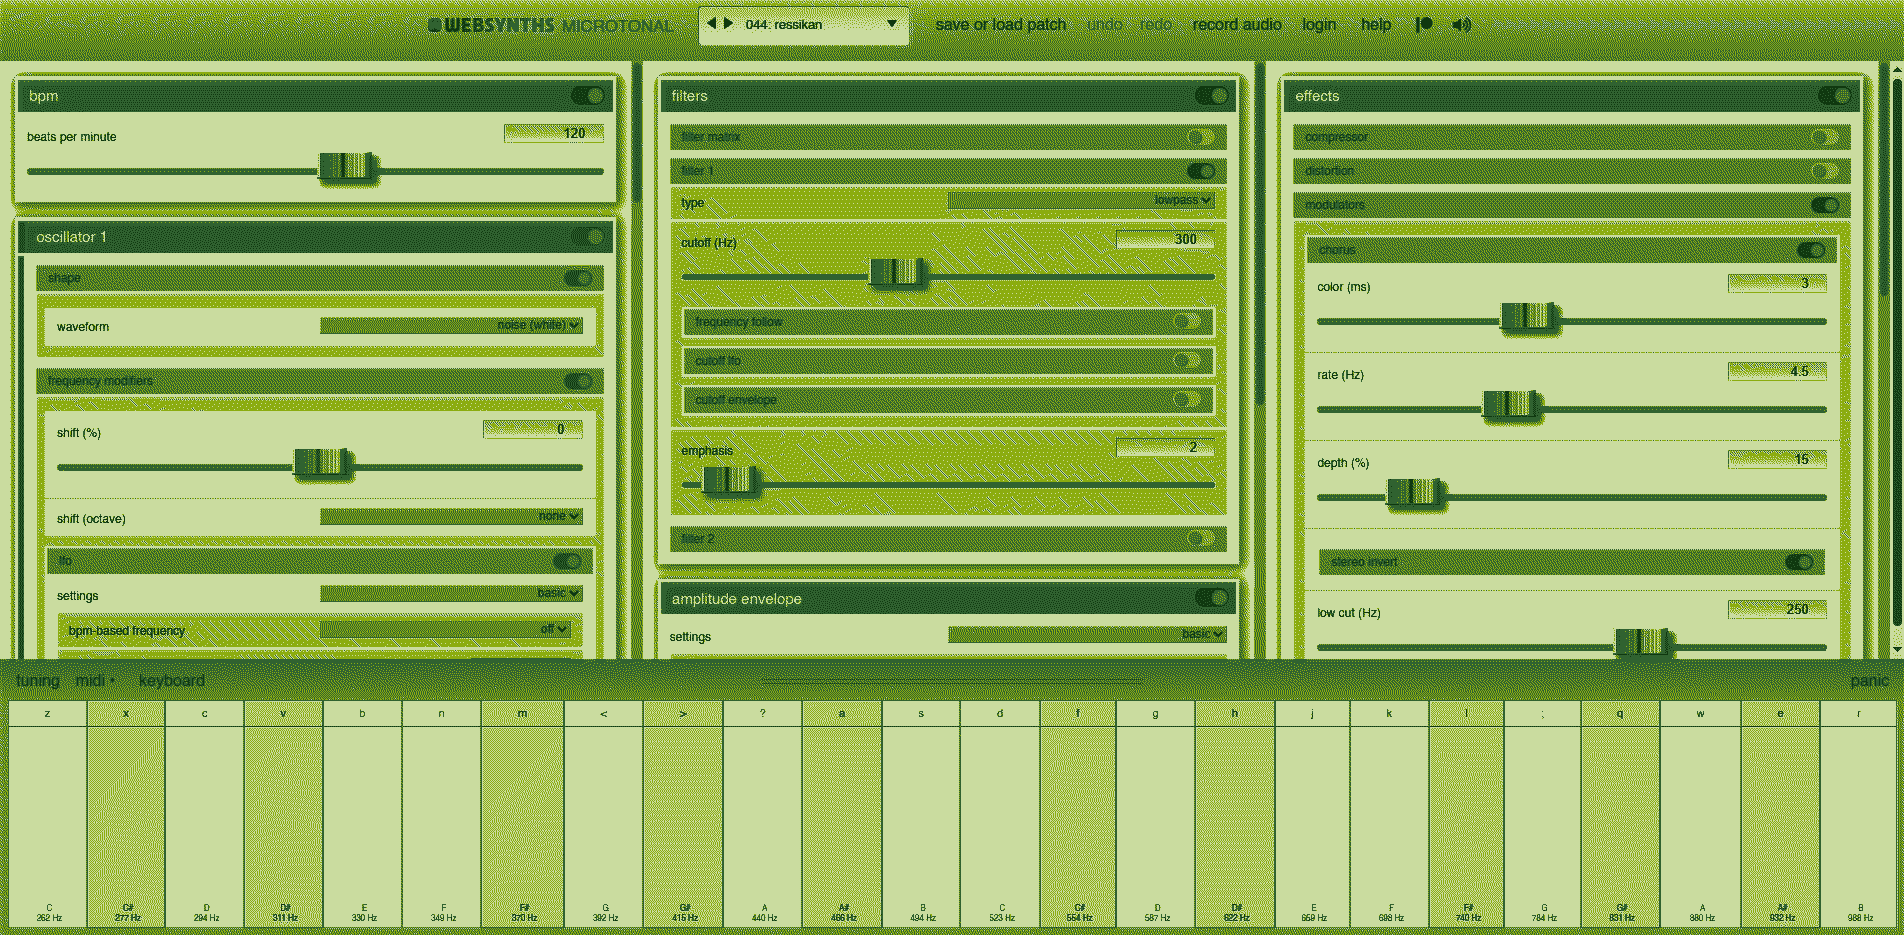 WEBSYNTHS MICROTONAL
044: ressikan
save or load patch
undo
redo
record audio
login
help
bpm
beats per minute
120
oscillator 1
shape
waveform
noise (white)
frequency modifiers
shift (%)
0
shift (octave)
none
lfo
settings
basic
bpm-based frequency
off
filters
filter matrix
filter 1
type
lowpass
cutoff (Hz)
300
frequency follow
cutoff lfo
cutoff envelope
emphasis
2
filter 2
amplitude envelope
settings
basic
effects
compressor
distortion
modulators
chorus
color (ms)
3
rate (Hz)
4.5
depth (%)
15
stereo invert
low cut (Hz)
250
tuning
midi •
keyboard
panic
z x c v b n m < > ? a s d f g h j k l ; q w e r
C C# D D# E F F# G G# A A# B C C# D D# E F F# G G# A A# B
262 Hz 277 Hz 294 Hz 311 Hz 330 Hz 349 Hz 370 Hz 392 Hz 415 Hz 440 Hz 466 Hz 494 Hz 523 Hz 554 Hz 587 Hz 622 Hz 659 Hz 698 Hz 740 Hz 784 Hz 831 Hz 880 Hz 932 Hz 988 Hz